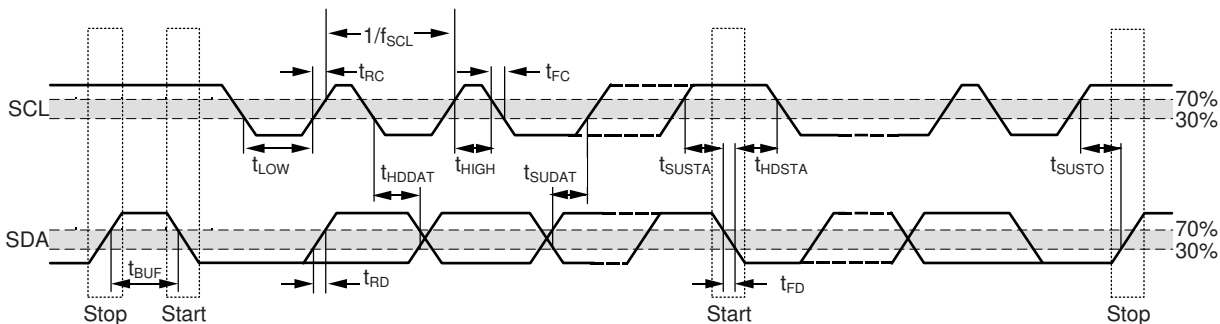 1/fSCL
tRC
tFC
SCL
70%
30%
tLOW
tHDDAT
tHIGH
tSUDAT
tSUSTA
tHDSTA
tSUSTO
SDA
70%
30%
tBUF
tRD
tFD
Stop
Start
Start
Stop